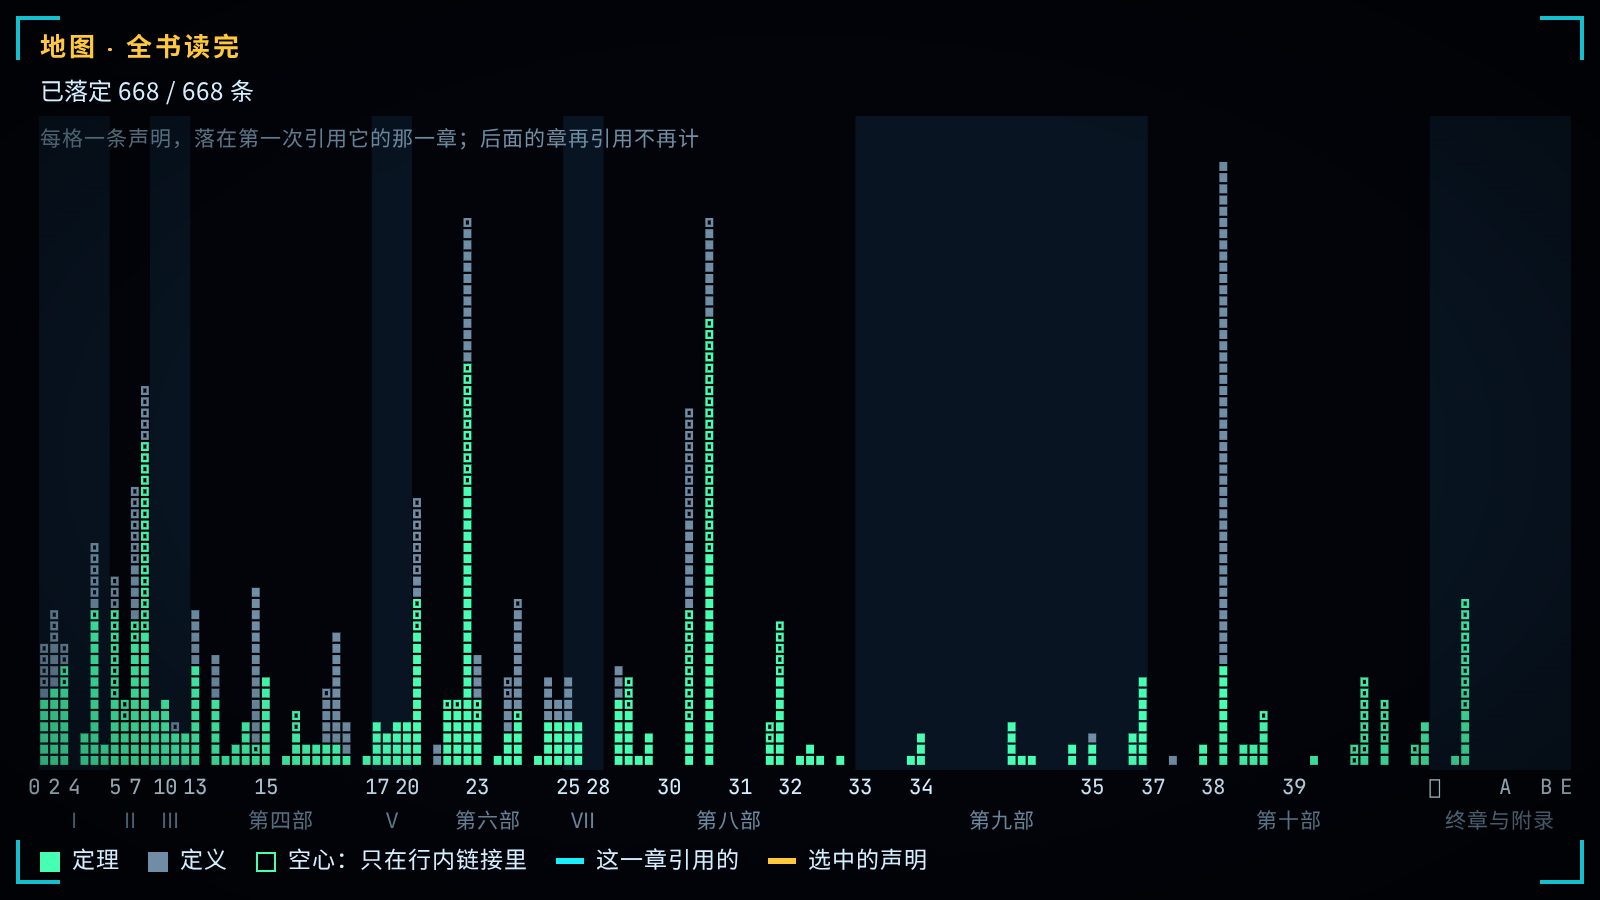 地图 · 全书读完
已落定 668 / 668 条
每格一条声明，落在第一次引用它的那一章；后面的章再引用不再计
0 2 4 5 7 10 13 15 17 20 23 25 28 30 31 32 33 34 35 37 38 39 A B E
I II III 第四部 V 第六部 VII 第八部 第九部 第十部 终章与附录
定理 定义 空心：只在行内链接里 这一章引用的 选中的声明